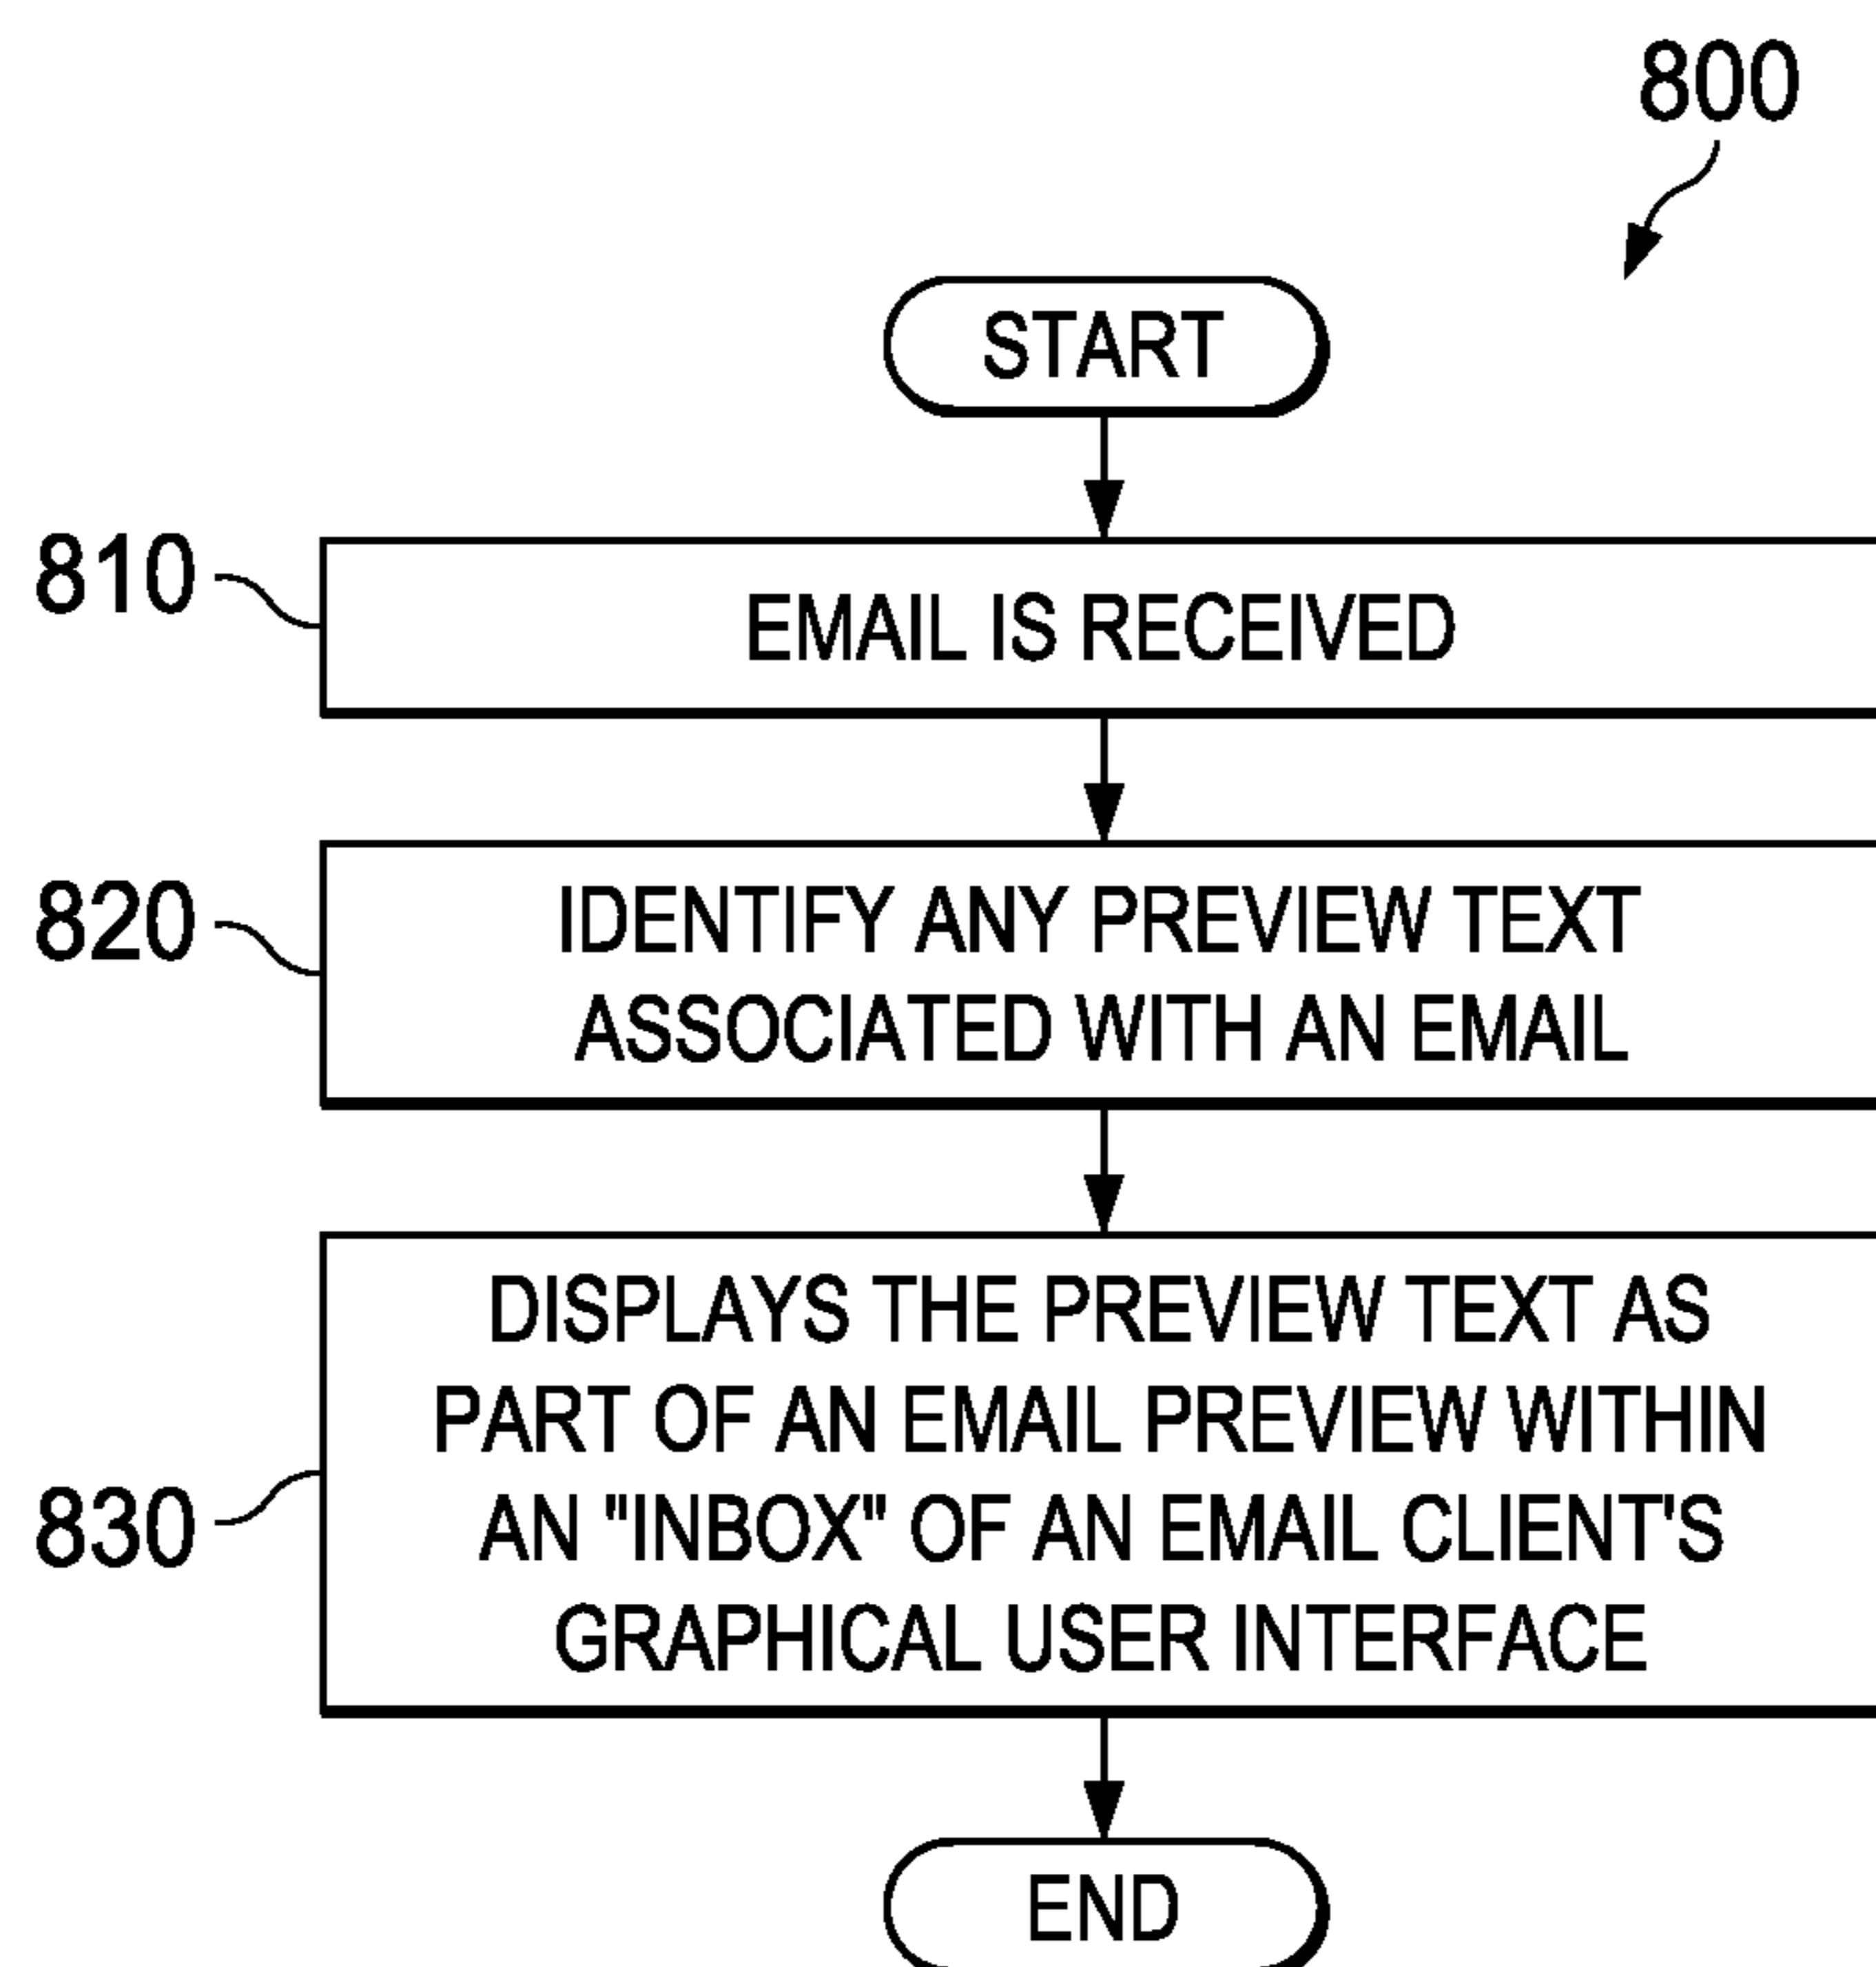 800
START
810
EMAIL IS RECEIVED
820
IDENTIFY ANY PREVIEW TEXT
ASSOCIATED WITH AN EMAIL
830
DISPLAYS THE PREVIEW TEXT AS
PART OF AN EMAIL PREVIEW WITHIN
AN "INBOX" OF AN EMAIL CLIENT'S
GRAPHICAL USER INTERFACE
END